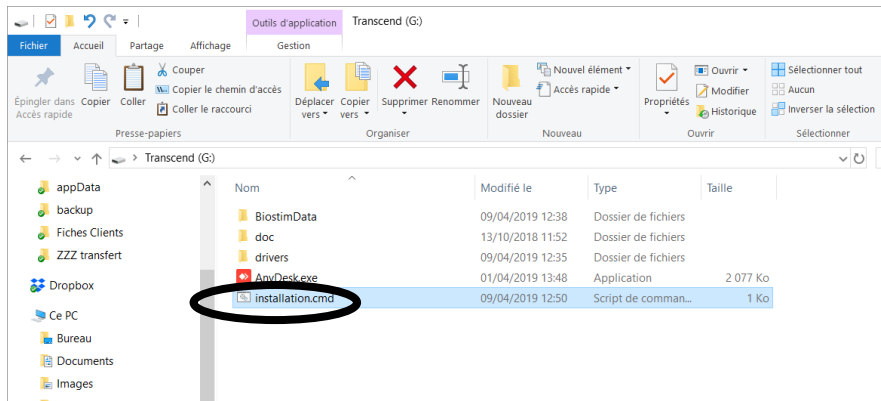 Outils d'application Transcend (G:)
Fichier Accueil Partage Affichage Gestion
Épingler dans Accès rapide
Copier
Coller
Couper
Copier le chemin d'accès
Coller le raccourci
Presse-papiers
Déplacer vers
Copier vers
Supprimer
Renommer
Organiser
Nouveau dossier
Nouvel élément
Accès rapide
Nouveau
Propriétés
Ouvrir
Modifier
Historique
Ouvrir
Sélectionner tout
Aucun
Inverser la sélection
Sélectionner
Transcend (G:)
appData
backup
Fiches Clients
ZZZ transfert
Dropbox
Ce PC
Bureau
Documents
Images
Nom Modifié le Type Taille
BiostimData 09/04/2019 12:38 Dossier de fichiers
doc 13/10/2018 11:52 Dossier de fichiers
drivers 09/04/2019 12:35 Dossier de fichiers
AnyDesk.exe 01/04/2019 13:48 Application 2 077 Ko
installation.cmd 09/04/2019 12:50 Script de comman... 1 Ko